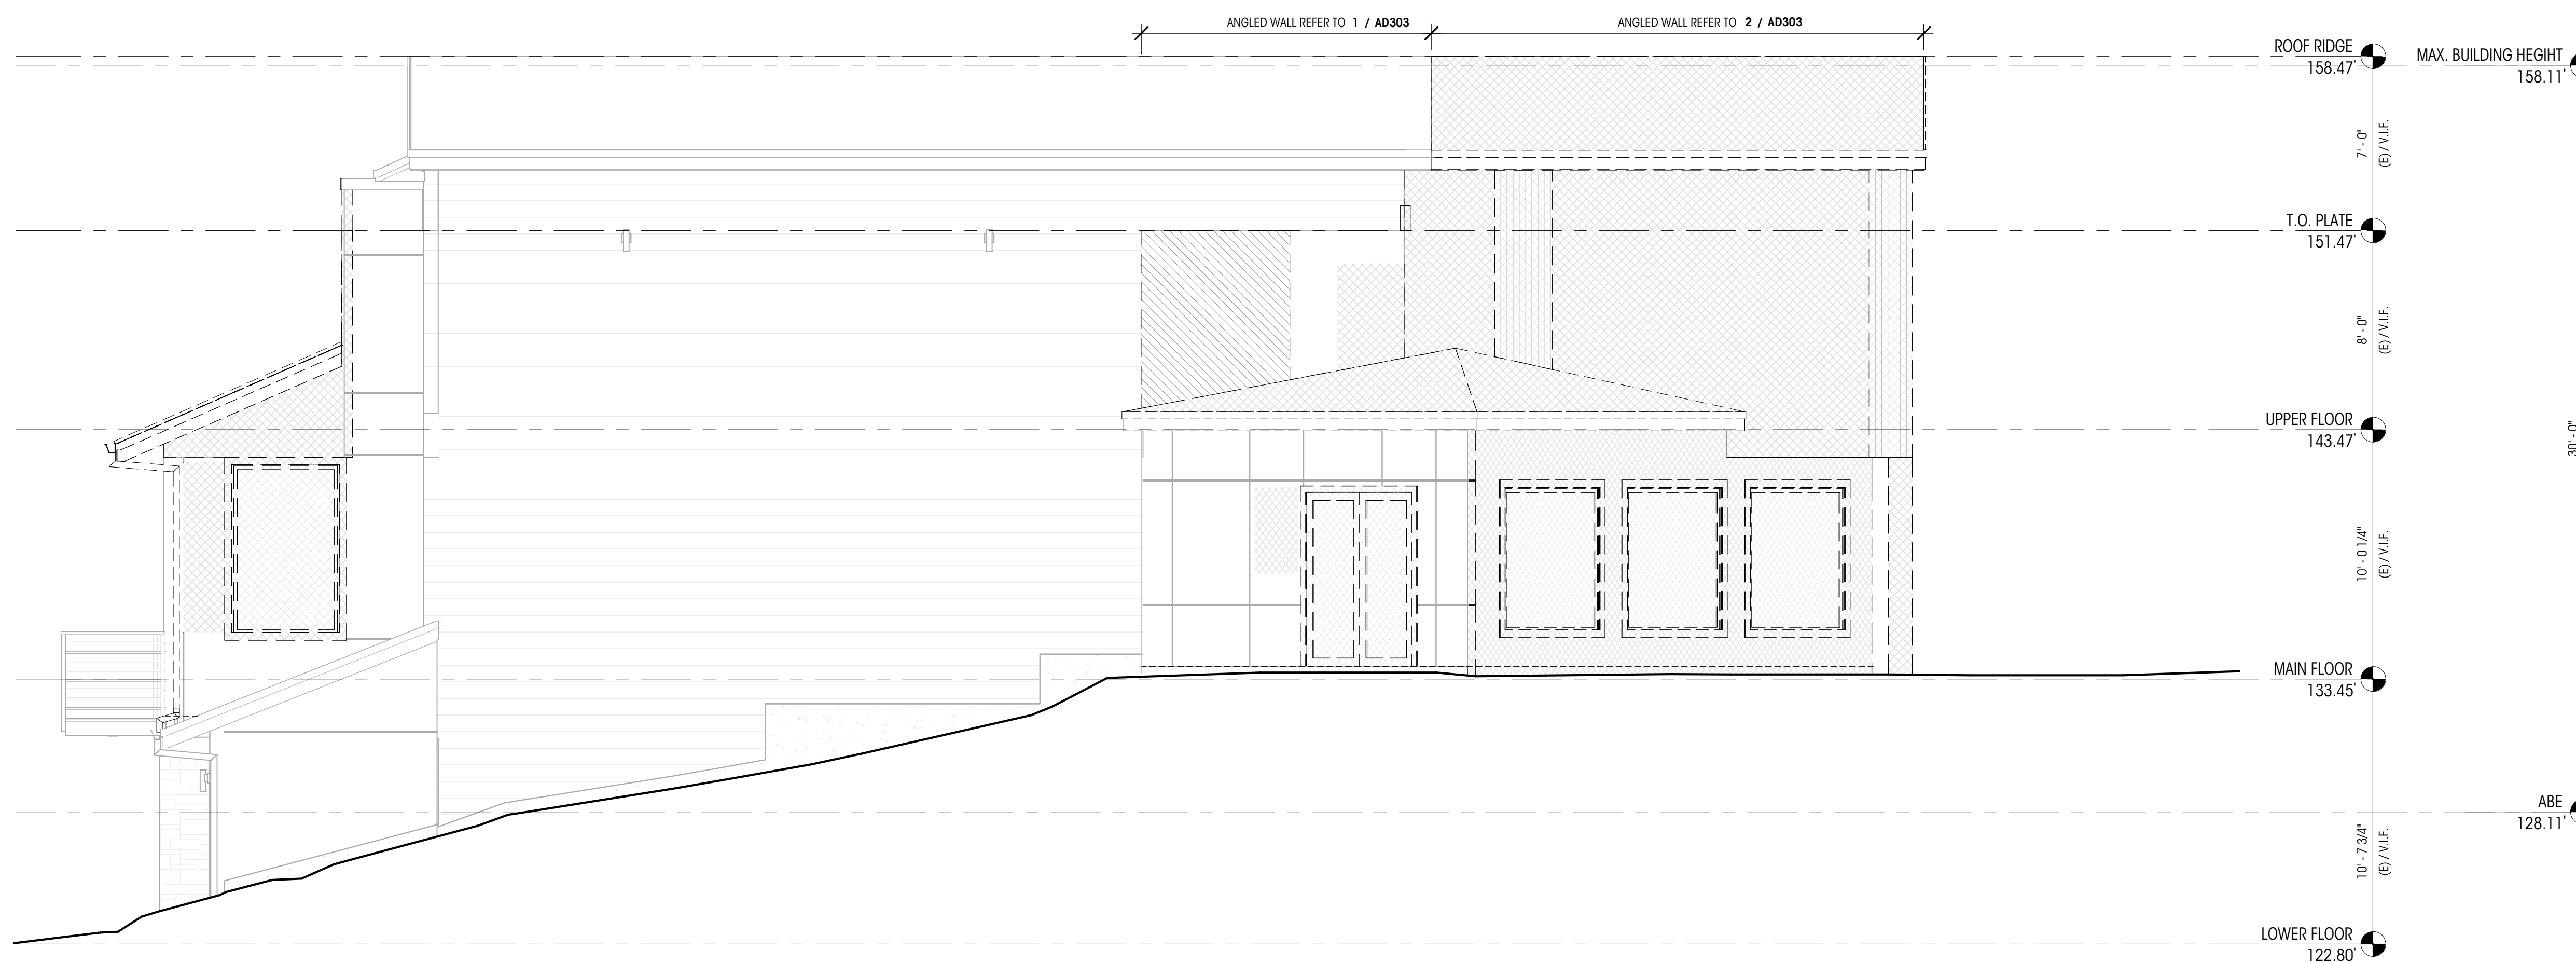 ANGLED WALL REFER TO 1 / AD303
ANGLED WALL REFER TO 2 / AD303
ROOF RIDGE
158.47'
MAX. BUILDING HEGIHT
158.11'
7' - 0"
(E) / V.I.F.
T.O. PLATE
151.47'
8' - 0"
(E) / V.I.F.
UPPER FLOOR
143.47'
30' - 0"
10' - 0 1/4"
(E) / V.I.F.
MAIN FLOOR
133.45'
ABE
128.11'
10' - 7 3/4"
(E) / V.I.F.
LOWER FLOOR
122.80'